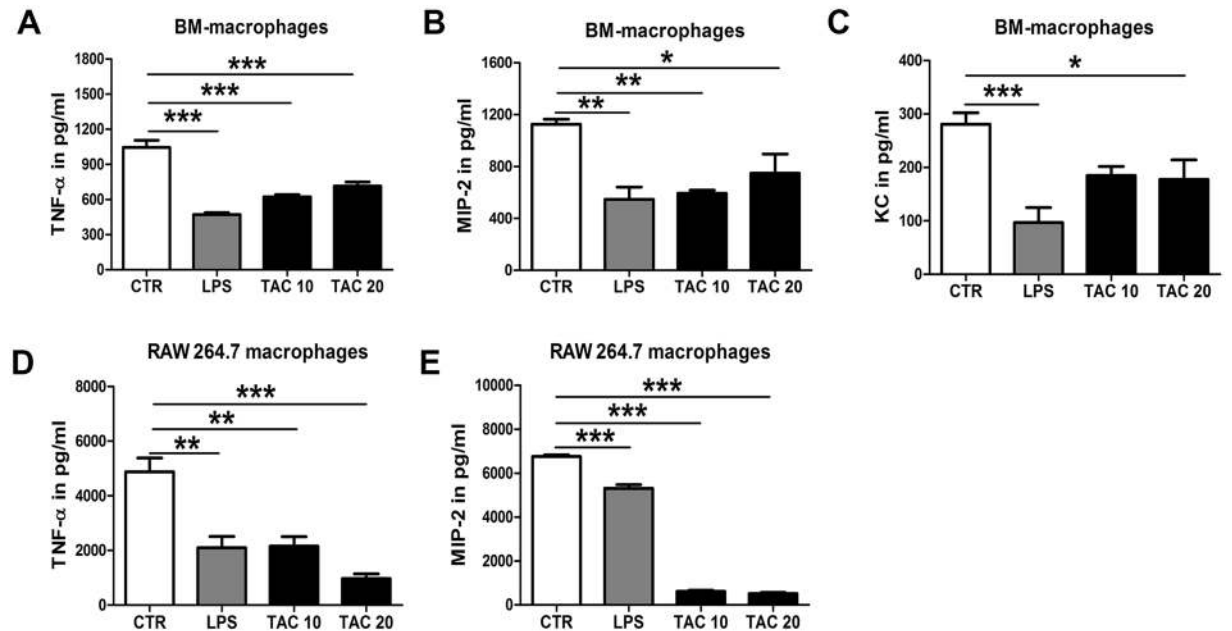 A
BM-macrophages
TNF-α in pg/ml
1800
1500
1200
900
600
300
0
***
***
***
CTR LPS TAC 10 TAC 20
B
BM-macrophages
MIP-2 in pg/ml
1600
1200
800
400
0
*
**
**
CTR LPS TAC 10 TAC 20
C
BM-macrophages
KC in pg/ml
400
300
200
100
0
*
***
CTR LPS TAC 10 TAC 20
D
RAW 264.7 macrophages
TNF-α in pg/ml
8000
6000
4000
2000
0
***
**
**
CTR LPS TAC 10 TAC 20
E
RAW 264.7 macrophages
MIP-2 in pg/ml
10000
8000
6000
4000
2000
0
***
***
***
CTR LPS TAC 10 TAC 20